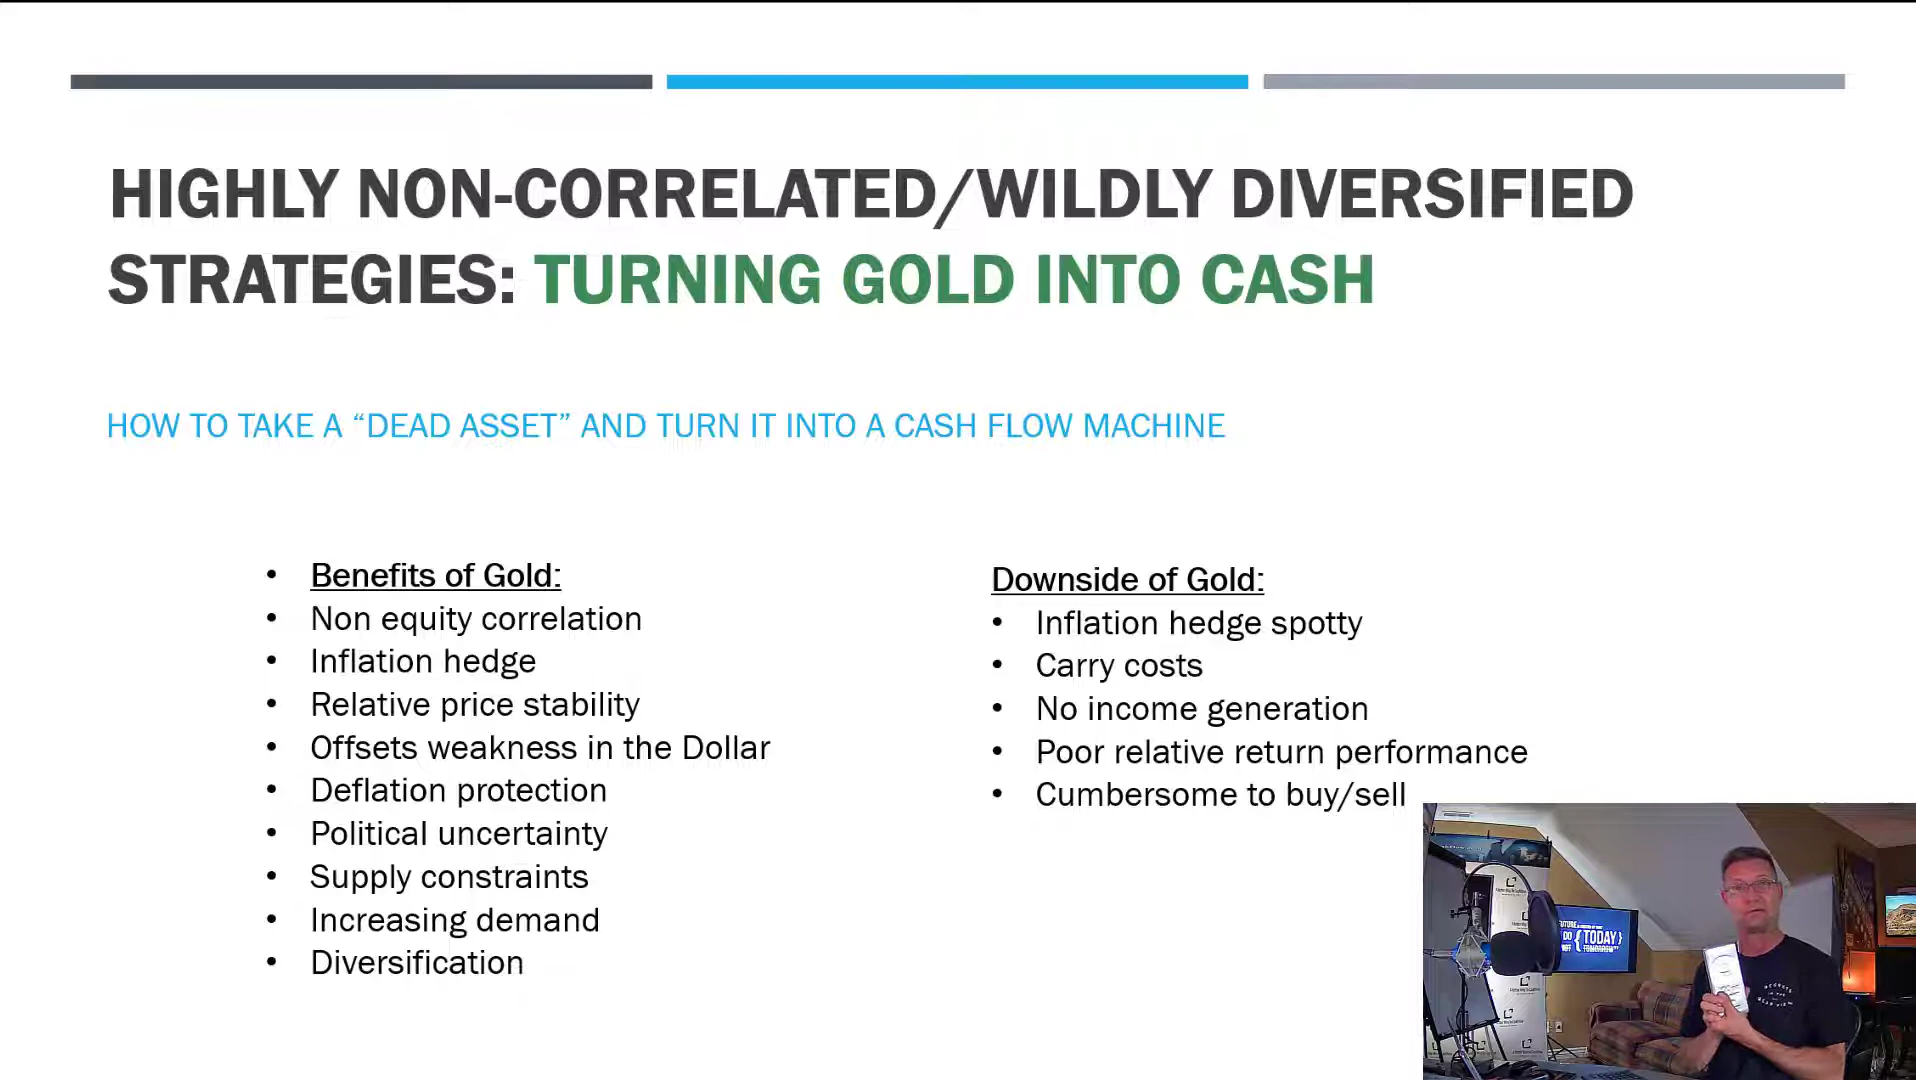 HIGHLY NON-CORRELATED/WILDLY DIVERSIFIED
STRATEGIES: TURNING GOLD INTO CASH
HOW TO TAKE A “DEAD ASSET” AND TURN IT INTO A CASH FLOW MACHINE
• Benefits of Gold:
• Non equity correlation
• Inflation hedge
• Relative price stability
• Offsets weakness in the Dollar
• Deflation protection
• Political uncertainty
• Supply constraints
• Increasing demand
• Diversification
Downside of Gold:
• Inflation hedge spotty
• Carry costs
• No income generation
• Poor relative return performance
• Cumbersome to buy/sell
DO {TODAY}
TOMORROW